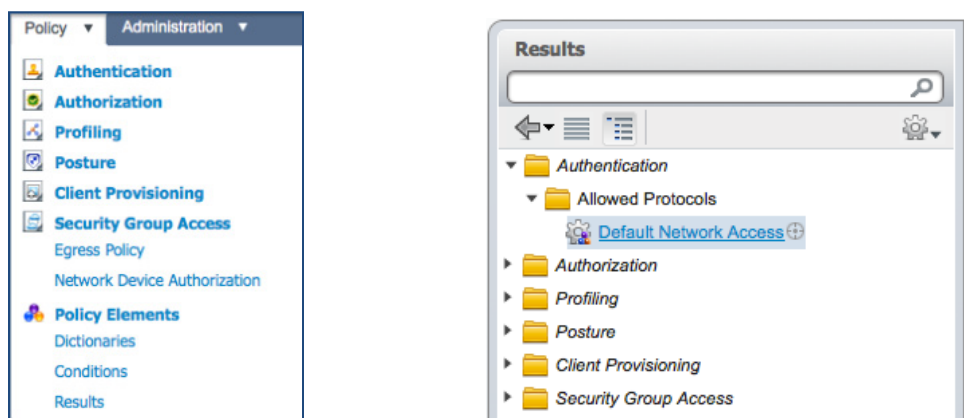 Policy ▼ Administration ▼
Authentication
Authorization
Profiling
Posture
Client Provisioning
Security Group Access
Egress Policy
Network Device Authorization
Policy Elements
Dictionaries
Conditions
Results
Results
Authentication
Allowed Protocols
Default Network Access
Authorization
Profiling
Posture
Client Provisioning
Security Group Access